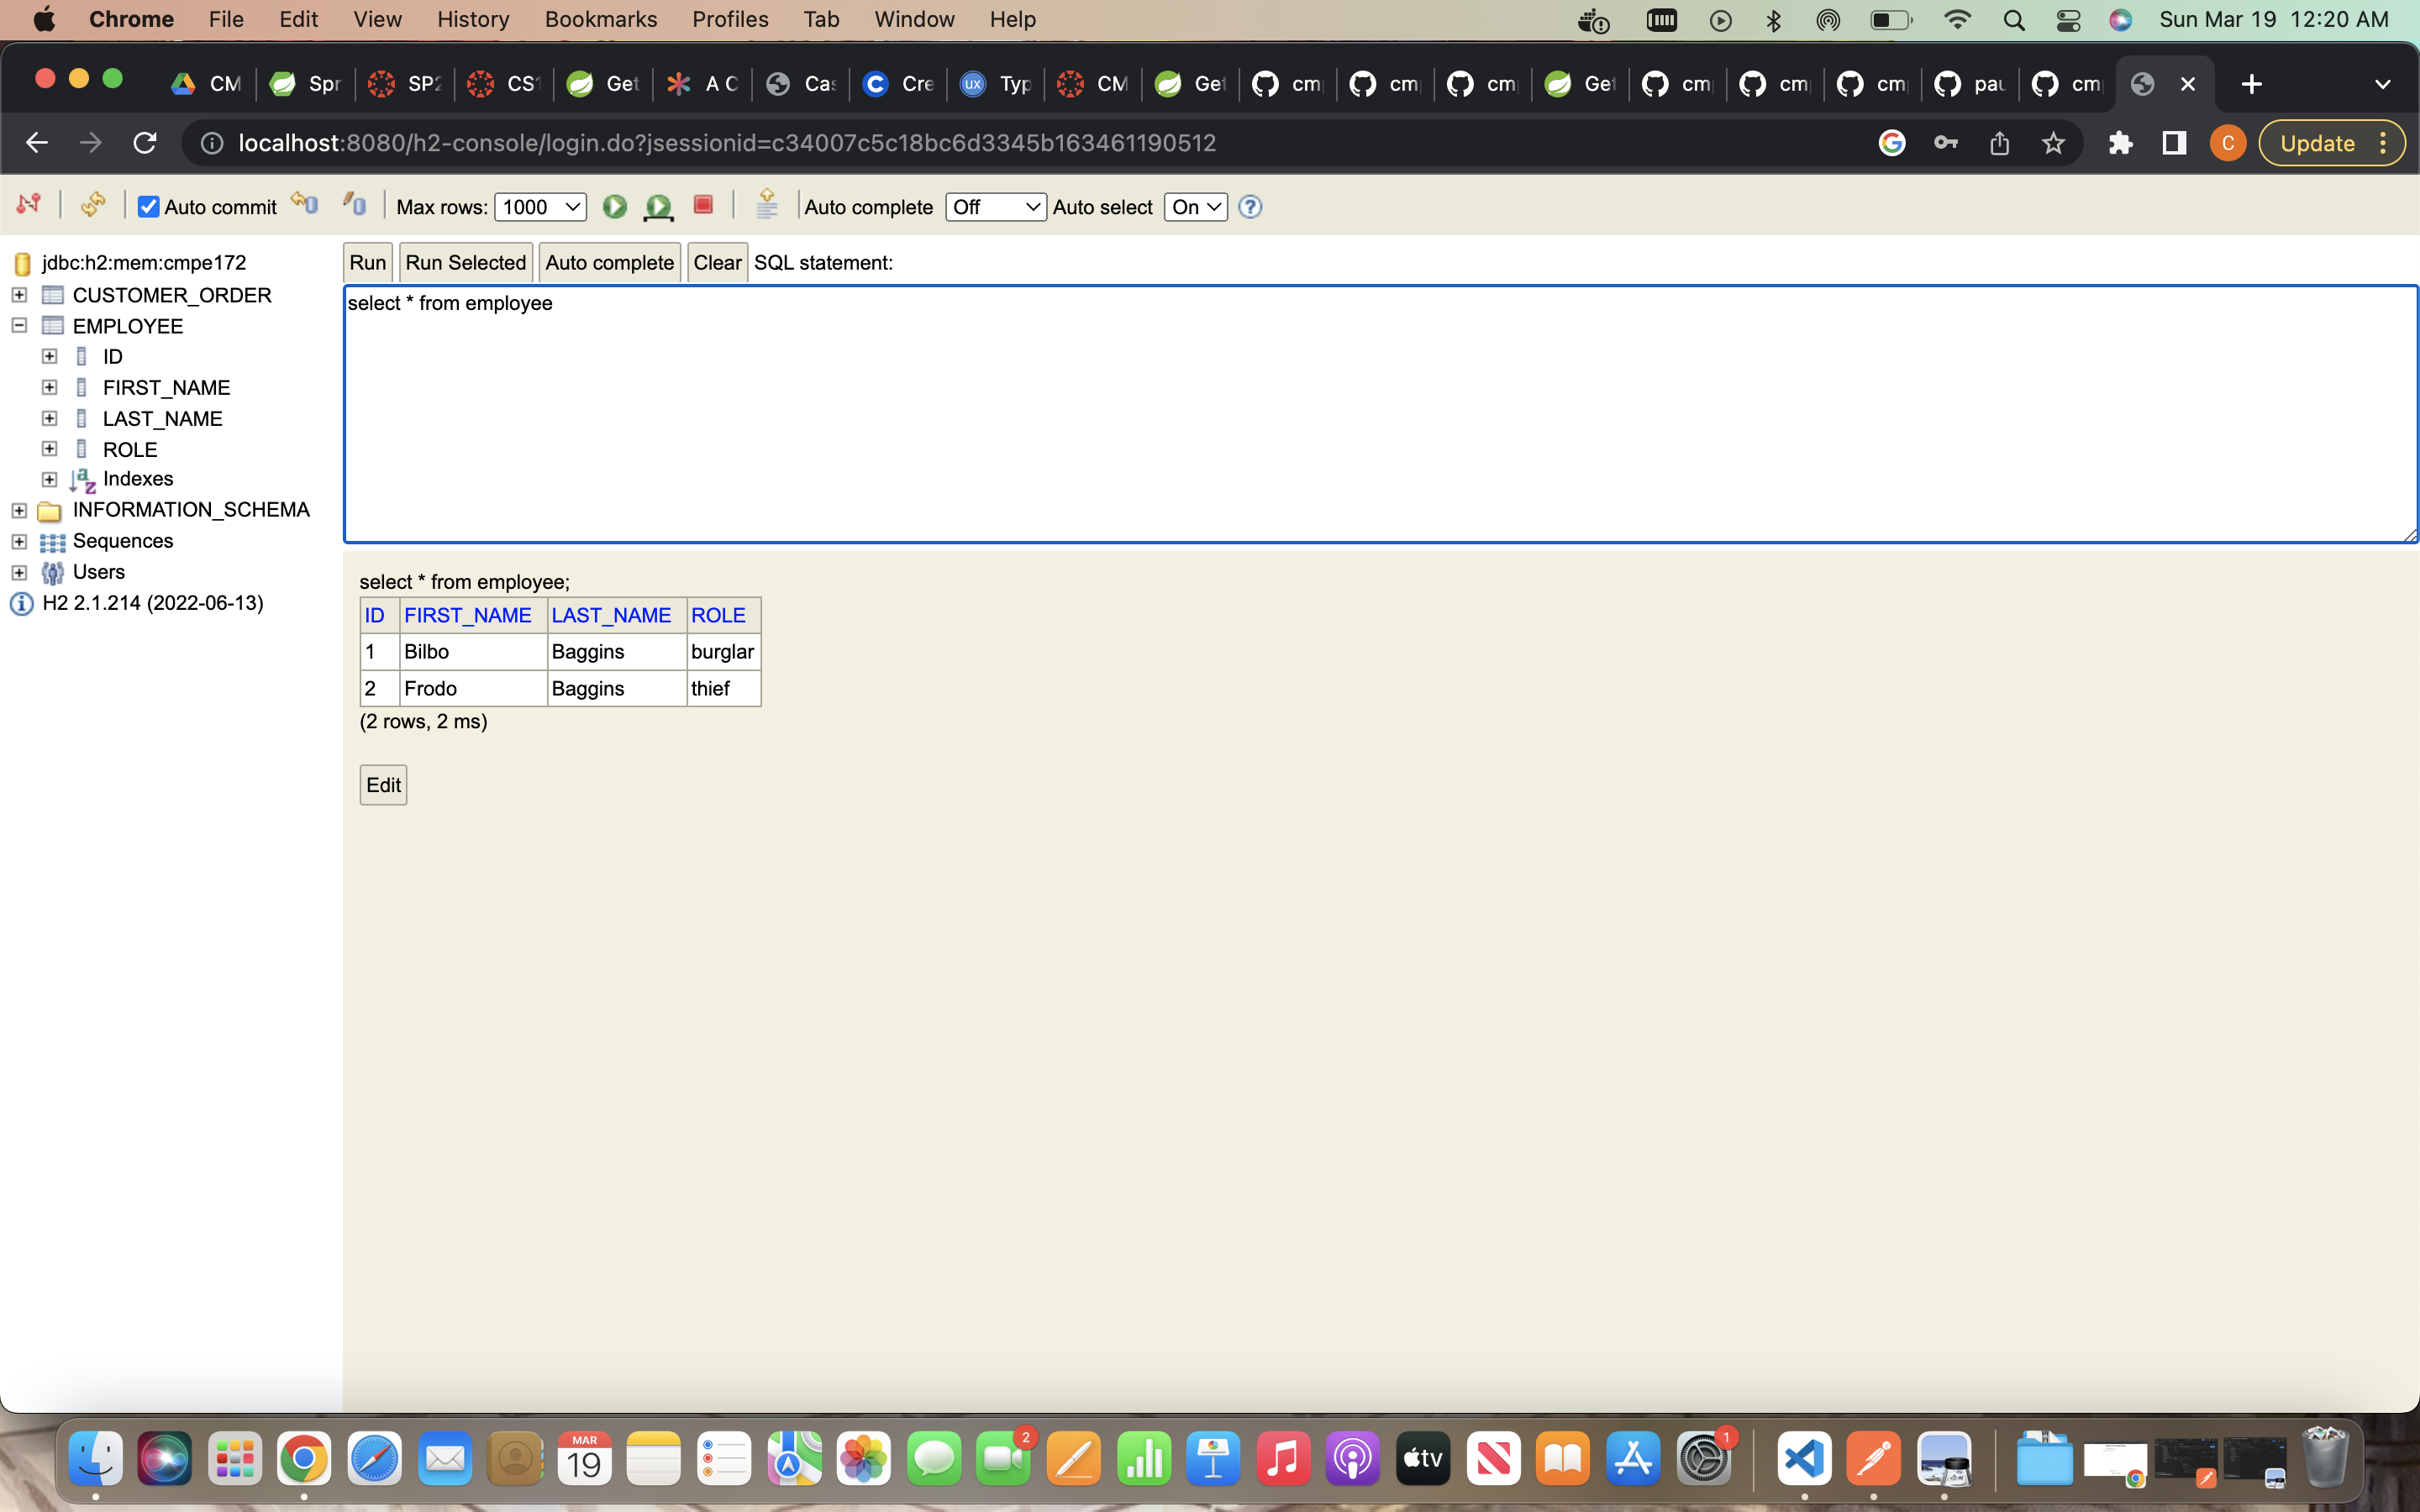 Chrome File Edit View History Bookmarks Profiles Tab Window Help Sun Mar 19 12:20 AM
CM Spr SP2 CS1 Get A C Cas Cre ux Typ CM Get cm cm cm Get cm cm cm pau cm
localhost:8080/h2-console/login.do?jsessionid=c34007c5c18bc6d3345b163461190512 C Update
Auto commit Max rows: 1000 Auto complete Off Auto select On
jdbc:h2:mem:cmpe172
CUSTOMER_ORDER
EMPLOYEE
ID
FIRST_NAME
LAST_NAME
ROLE
Indexes
INFORMATION_SCHEMA
Sequences
Users
H2 2.1.214 (2022-06-13)
Run Run Selected Auto complete Clear SQL statement:
select * from employee
select * from employee;
ID FIRST_NAME LAST_NAME ROLE
1 Bilbo Baggins burglar
2 Frodo Baggins thief
(2 rows, 2 ms)
Edit
MAR
19
2
tv
1